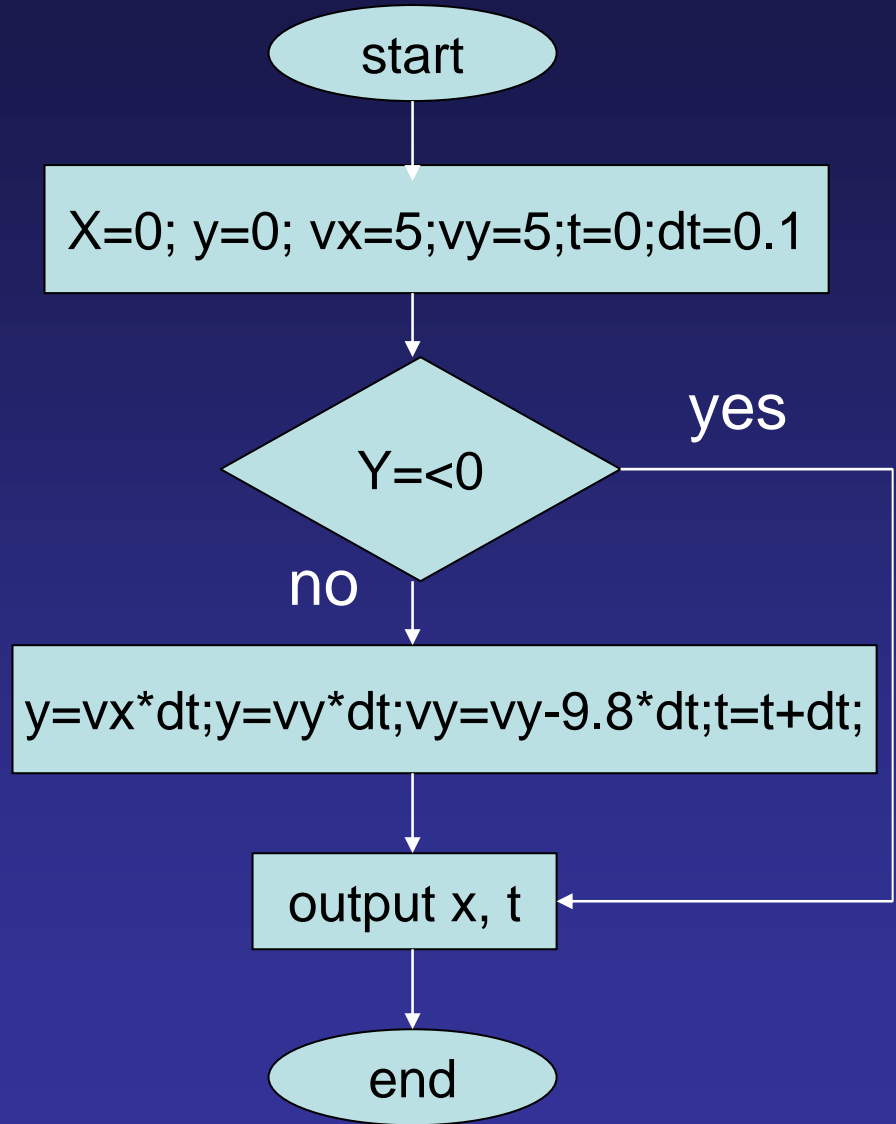 start
X=0; y=0; vx=5;vy=5;t=0;dt=0.1
yes
Y=<0
no
y=vx*dt;y=vy*dt;vy=vy-9.8*dt;t=t+dt;
output x, t
end